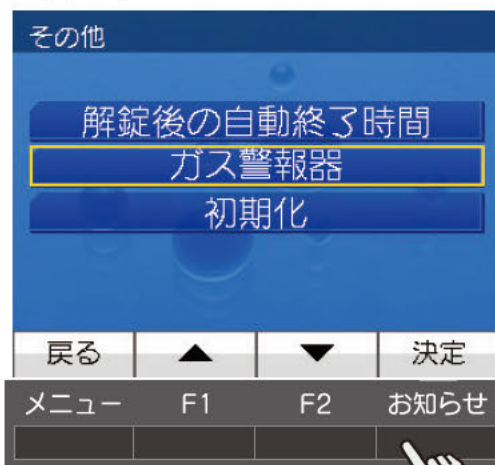 その他
解錠後の自動終了時間
ガス警報器
初期化
戻る ▲ ▼ 決定
メニュー F1 F2 お知らせ